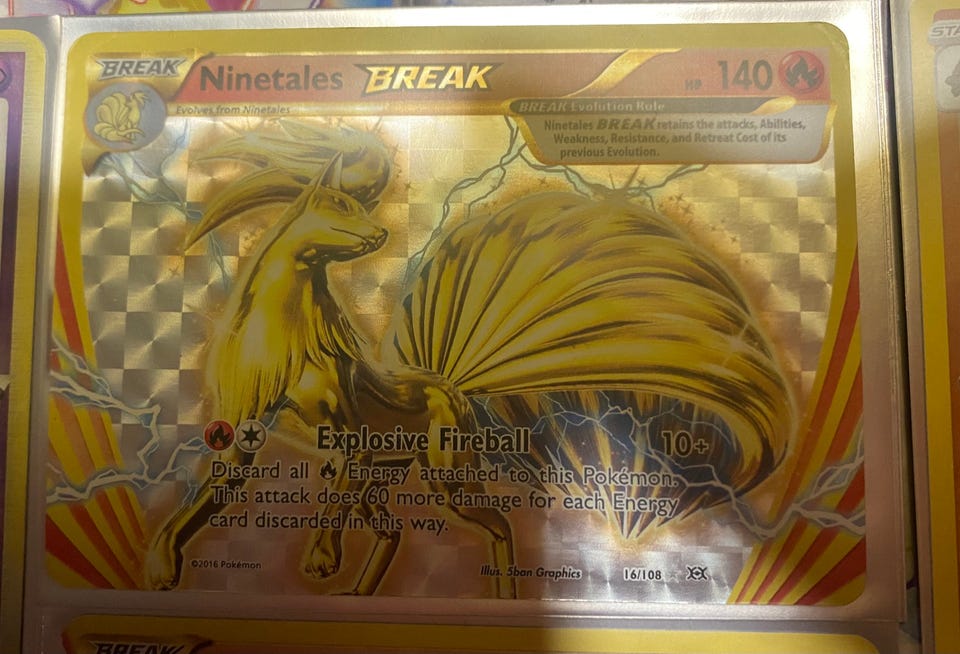 BREAK
Ninetales BREAK
HP 140
Evolves from Ninetales
BREAK Evolution Rule
Ninetales BREAK retains the attacks, Abilities,
Weakness, Resistance, and Retreat Cost of its
previous Evolution.
Explosive Fireball 10+
Discard all Energy attached to this Pokémon.
This attack does 60 more damage for each Energy
card discarded in this way.
©2016 Pokémon
Illus. 5ban Graphics
16/108
STA
BREAK